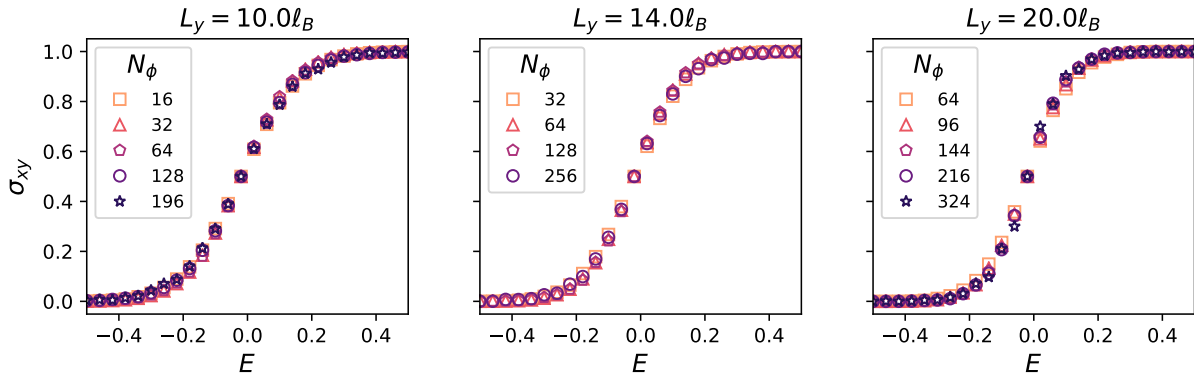 L_y = 10.0ℓ_B
L_y = 14.0ℓ_B
L_y = 20.0ℓ_B
σ_xy
1.0
0.8
0.6
0.4
0.2
0.0
N_ϕ
16
32
64
128
196
N_ϕ
32
64
128
256
N_ϕ
64
96
144
216
324
−0.4 −0.2 0.0 0.2 0.4
−0.4 −0.2 0.0 0.2 0.4
−0.4 −0.2 0.0 0.2 0.4
E
E
E